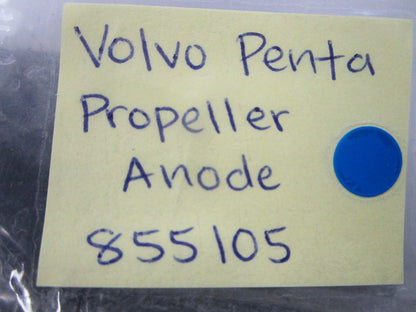 Volvo Penta
Propeller
Anode
855105